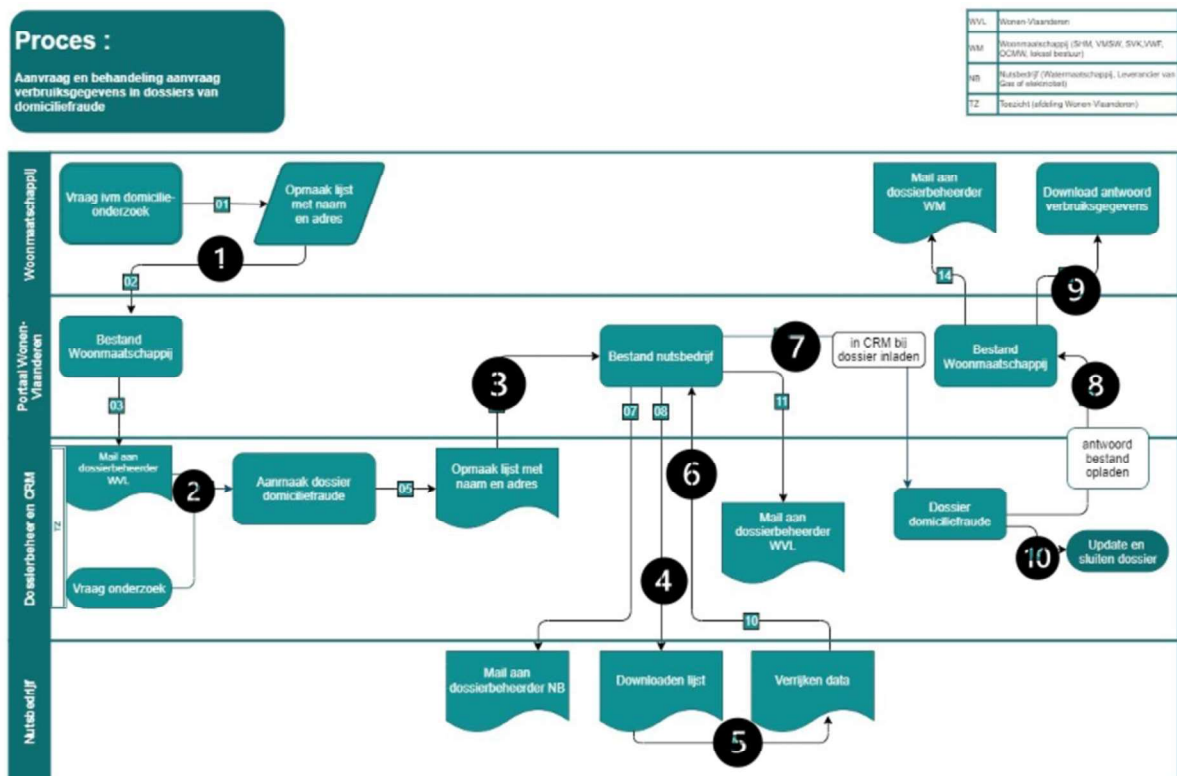 Proces :
Aanvraag en behandeling aanvraag
verbruiksgegevens in dossiers van
domiciliefraude
WVL Wonen-Vlaanderen
WM Woonmaatschappij (SHM, VMSW, SVK,VWF,
OCMW, lokaal bestuur)
NB Nutsbedrijf (Watermaatschappij, Leverancier van
Gas of elektriciteit)
TZ Toezicht (afdeling Wonen-Vlaanderen)
Woonmaatschappij
Vraag ivm domicilie-
onderzoek
01
Opmaak lijst
met naam
en adres
1
02
Mail aan
dossierbeheerder
WM
Download antwoord
verbruiksgegevens
14
9
Portaal Wonen-
Vlaanderen
Bestand
Woonmaatschappij
03
3
Bestand nutsbedrijf
07
08
6
11
7
in CRM bij
dossier inladen
Bestand
Woonmaatschappij
8
Dossierbeheer en CRM
TZ
Mail aan
dossierbeheerder
WVL
2
Vraag onderzoek
Aanmaak dossier
domiciliefraude
05
Opmaak lijst met
naam en adres
4
10
Mail aan
dossierbeheerder
WVL
Dossier
domiciliefraude
antwoord
bestand
opladen
10
Update en
sluiten dossier
Nutsbedrijf
Mail aan
dossierbeheerder NB
Downloaden lijst
5
Verrijken data